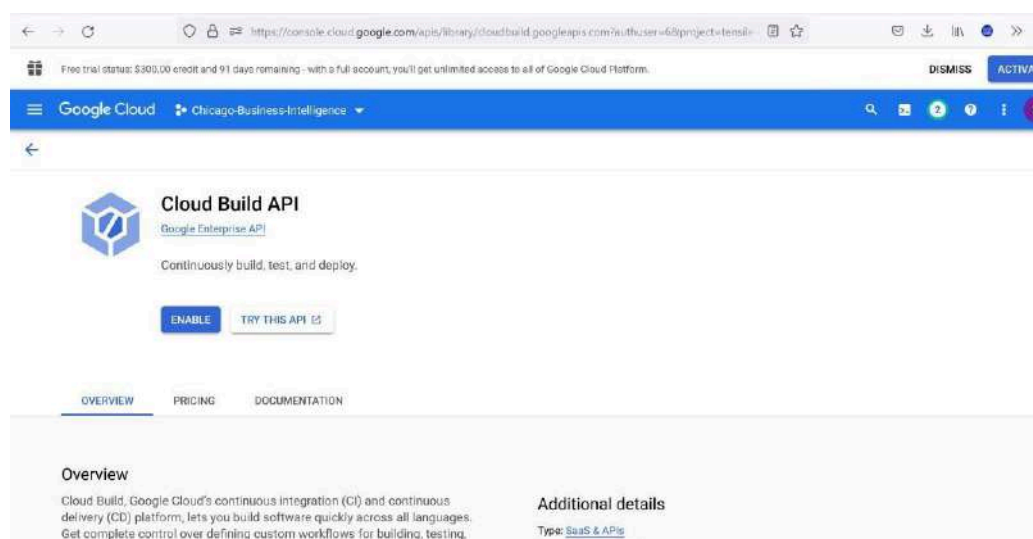 https://console.cloud.google.com/apis/library/cloudbuild.googleapis.com?authuser=6&project=tensile
Free trial status: $300.00 credit and 91 days remaining - with a full account, you'll get unlimited access to all of Google Cloud Platform.
DISMISS
ACTIVA
Google Cloud
Chicago-Business-Intelligence
2
Cloud Build API
Google Enterprise API
Continuously build, test, and deploy.
ENABLE
TRY THIS API
OVERVIEW
PRICING
DOCUMENTATION
Overview
Cloud Build, Google Cloud's continuous integration (CI) and continuous
delivery (CD) platform, lets you build software quickly across all languages.
Get complete control over defining custom workflows for building, testing,
Additional details
Type: SaaS & APIs